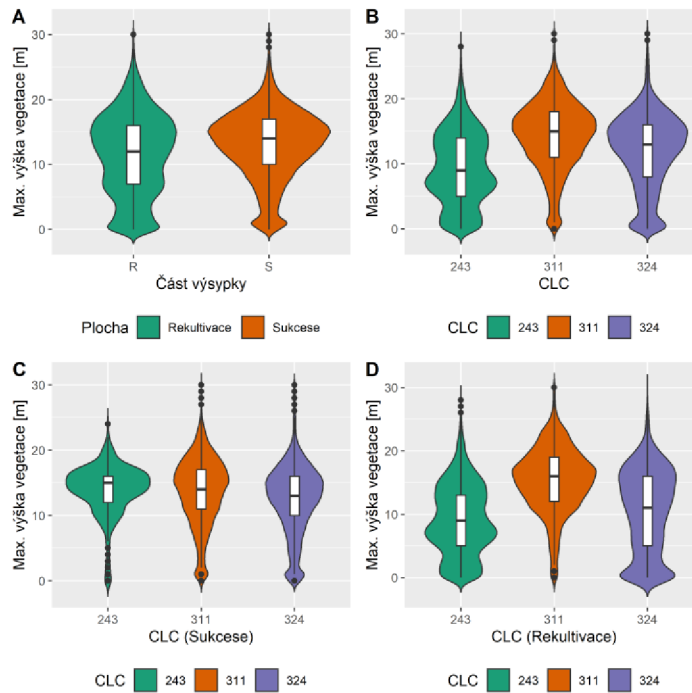 A
Max. výška vegetace [m]
30
20
10
0
R
S
Část výsypky
Plocha
Rekultivace
Sukcese
B
Max. výška vegetace [m]
30
20
10
0
243
311
324
CLC
CLC
243
311
324
C
Max. výška vegetace [m]
30
20
10
0
243
311
324
CLC (Sukcese)
CLC
243
311
324
D
Max. výška vegetace [m]
30
20
10
0
243
311
324
CLC (Rekultivace)
CLC
243
311
324